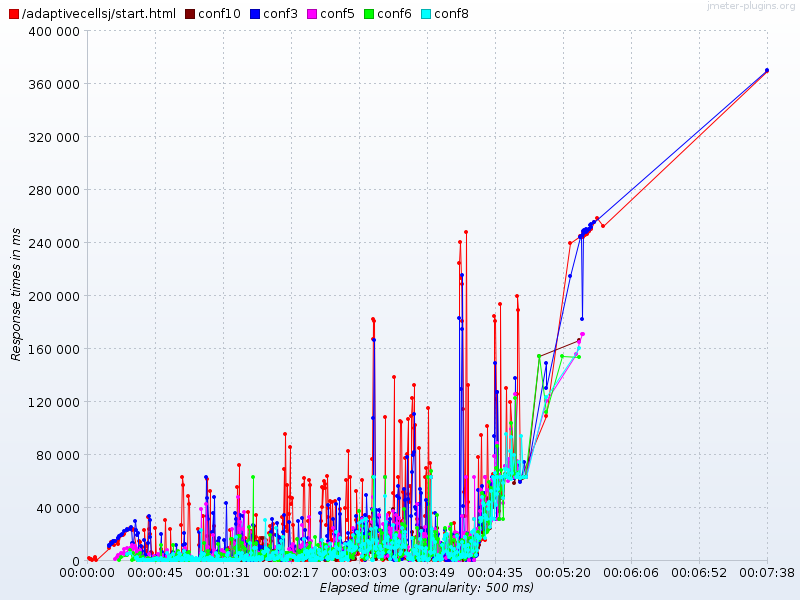 /adaptivecellsj/start.html conf10 conf3 conf5 conf6 conf8
jmeter-plugins.org
400 000
360 000
320 000
280 000
240 000
200 000
160 000
120 000
80 000
40 000
0
Response times in ms
00:00:00 00:00:45 00:01:31 00:02:17 00:03:03 00:03:49 00:04:35 00:05:20 00:06:06 00:06:52 00:07:38
Elapsed time (granularity: 500 ms)